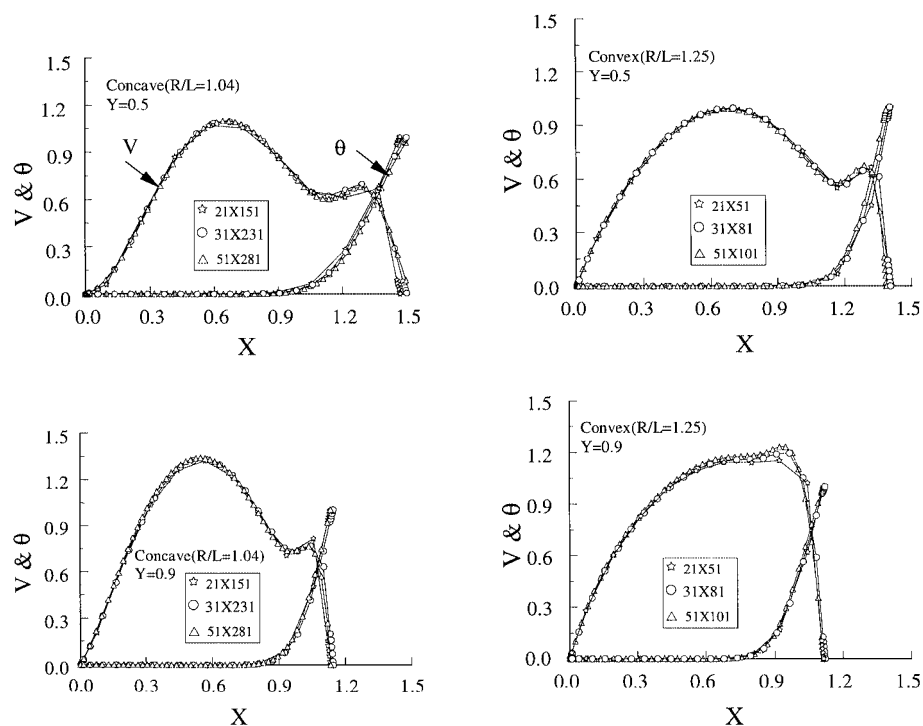 1.5
1.2
0.9
0.6
0.3
0.0
V & θ
Concave(R/L=1.04)
Y=0.5
V
θ
21X151
31X231
51X281
0.0 0.3 0.6 0.9 1.2 1.5
X
1.5
1.2
0.9
0.6
0.3
0.0
V & θ
Convex(R/L=1.25)
Y=0.5
21X51
31X81
51X101
0.0 0.3 0.6 0.9 1.2 1.5
X
1.5
1.2
0.9
0.6
0.3
0.0
V & θ
Concave(R/L=1.04)
Y=0.9
21X151
31X231
51X281
0.0 0.3 0.6 0.9 1.2 1.5
X
1.5
1.2
0.9
0.6
0.3
0.0
V & θ
Convex(R/L=1.25)
Y=0.9
21X51
31X81
51X101
0.0 0.3 0.6 0.9 1.2 1.5
X